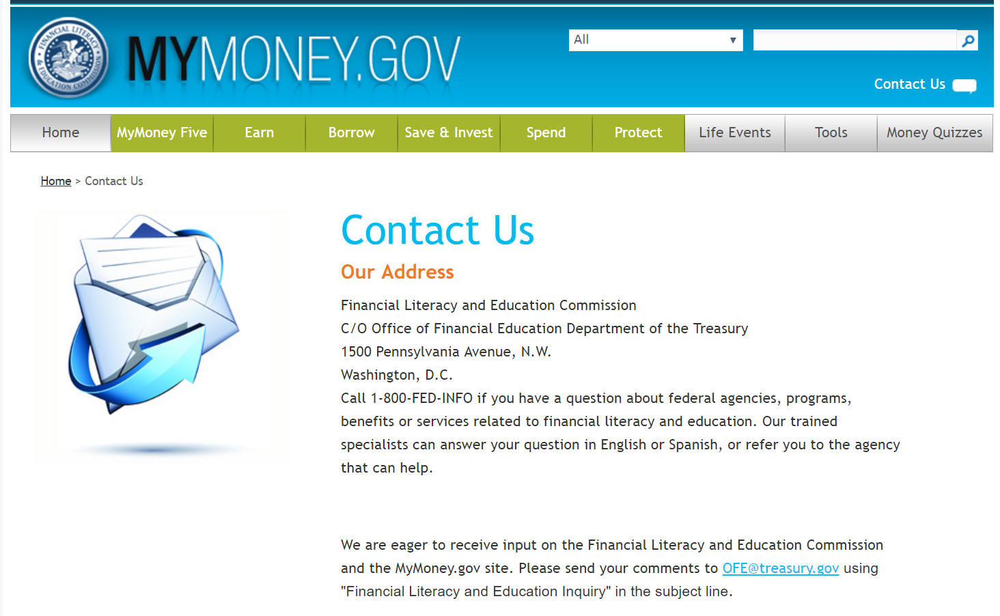 FINANCIAL LITERACY
& EDUCATION COMMISSION
MYMONEY.GOV
All
Contact Us
Home
MyMoney Five
Earn
Borrow
Save & Invest
Spend
Protect
Life Events
Tools
Money Quizzes
Home > Contact Us
Contact Us
Our Address
Financial Literacy and Education Commission
C/O Office of Financial Education Department of the Treasury
1500 Pennsylvania Avenue, N.W.
Washington, D.C.
Call 1-800-FED-INFO if you have a question about federal agencies, programs,
benefits or services related to financial literacy and education. Our trained
specialists can answer your question in English or Spanish, or refer you to the agency
that can help.
We are eager to receive input on the Financial Literacy and Education Commission
and the MyMoney.gov site. Please send your comments to OFE@treasury.gov using
"Financial Literacy and Education Inquiry" in the subject line.